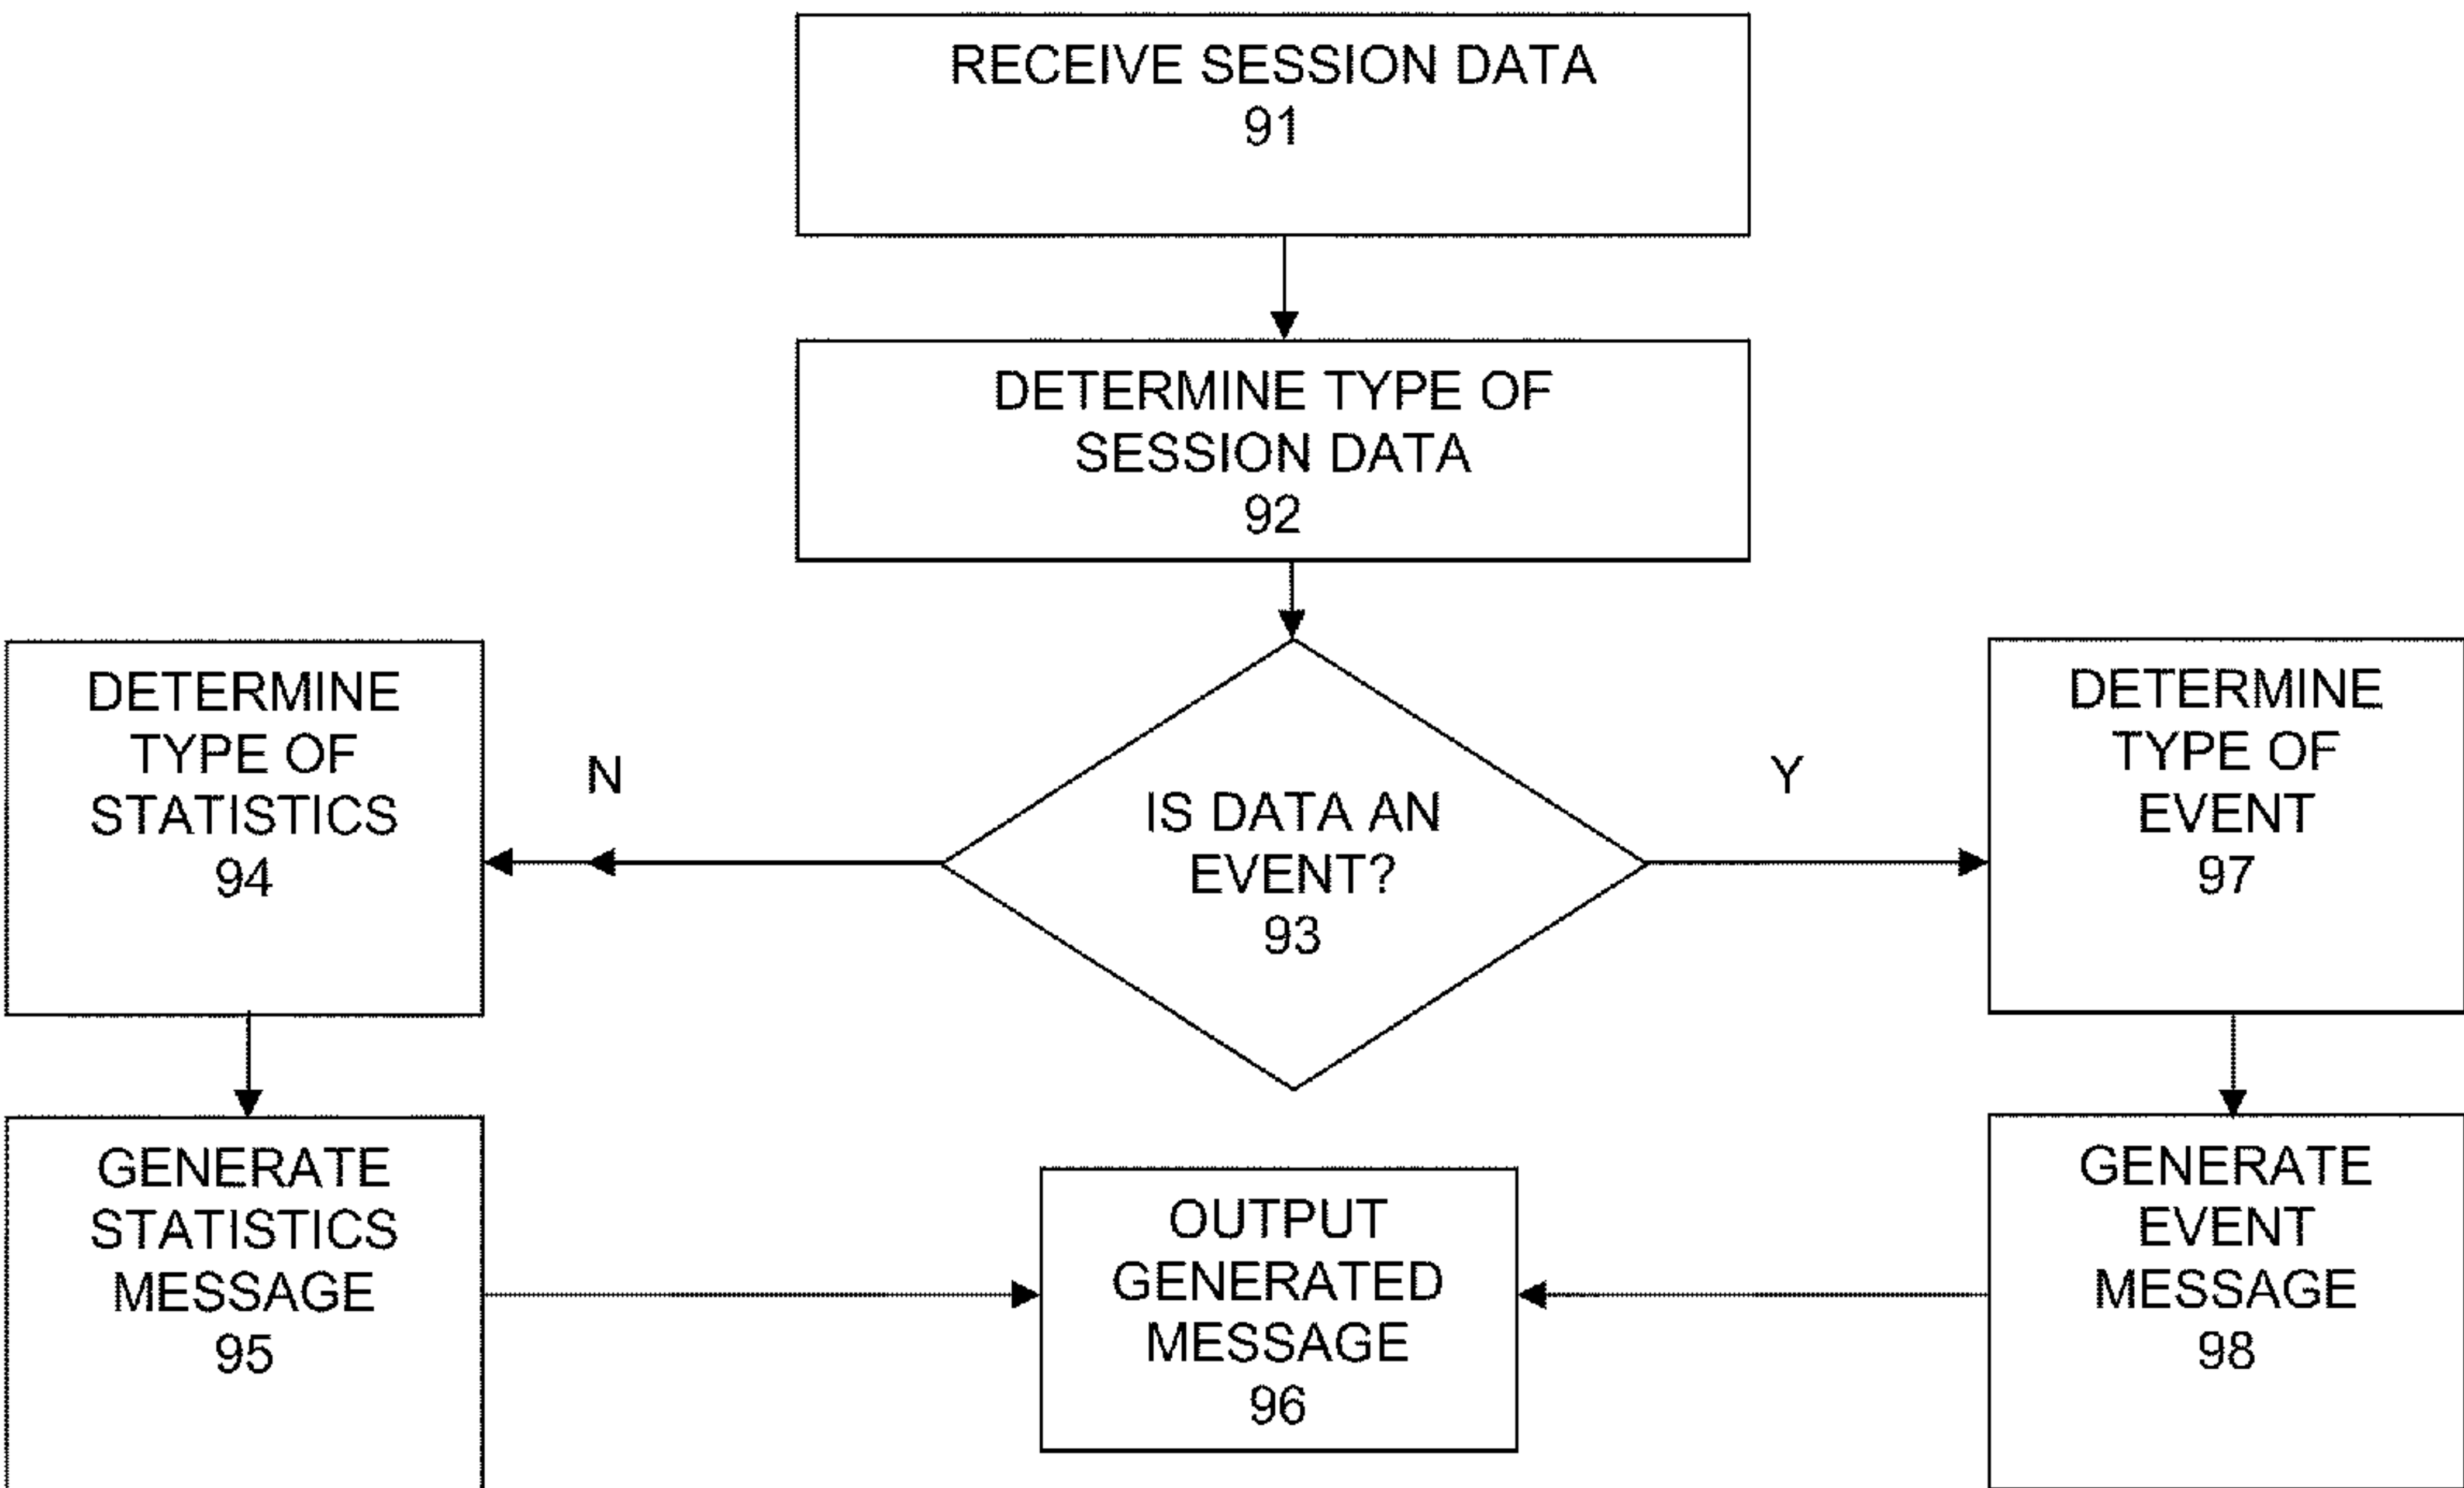 RECEIVE SESSION DATA
91
DETERMINE TYPE OF
SESSION DATA
92
DETERMINE
TYPE OF
STATISTICS
94
N
IS DATA AN
EVENT?
93
Y
DETERMINE
TYPE OF
EVENT
97
GENERATE
STATISTICS
MESSAGE
95
OUTPUT
GENERATED
MESSAGE
96
GENERATE
EVENT
MESSAGE
98